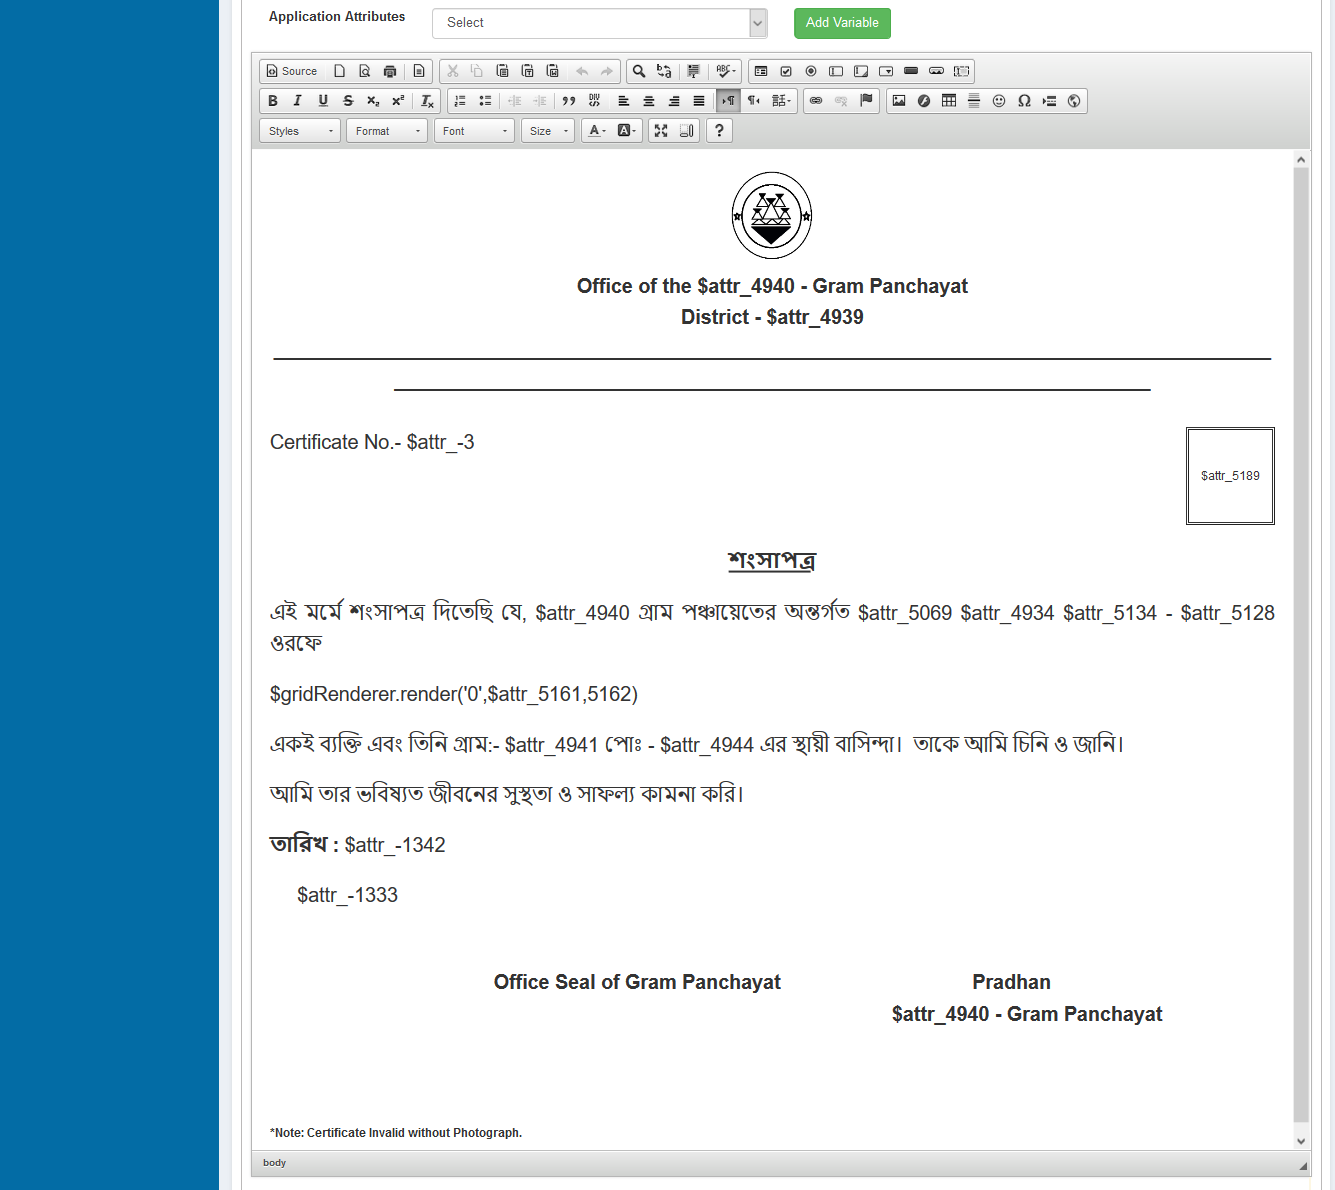 Application Attributes Select Add Variable
Source
Styles Format Font Size
Office of the $attr_4940 - Gram Panchayat
District - $attr_4939
Certificate No.- $attr_-3
$attr_5189
শংসাপত্র
এই মর্মে শংসাপত্র দিতেছি যে, $attr_4940 গ্রাম পঞ্চায়েতের অন্তর্গত $attr_5069 $attr_4934 $attr_5134 - $attr_5128
ওরফে
$gridRenderer.render('0',$attr_5161,5162)
একই ব্যক্তি এবং তিনি গ্রাম:- $attr_4941 পোঃ - $attr_4944 এর স্থায়ী বাসিন্দা। তাকে আমি চিনি ও জানি।
আমি তার ভবিষ্যত জীবনের সুস্থতা ও সাফল্য কামনা করি।
তারিখ : $attr_-1342
$attr_-1333
Office Seal of Gram Panchayat Pradhan
$attr_4940 - Gram Panchayat
*Note: Certificate Invalid without Photograph.
body